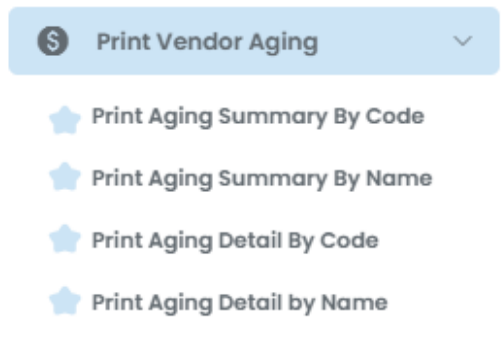 Print Vendor Aging
Print Aging Summary By Code
Print Aging Summary By Name
Print Aging Detail By Code
Print Aging Detail by Name